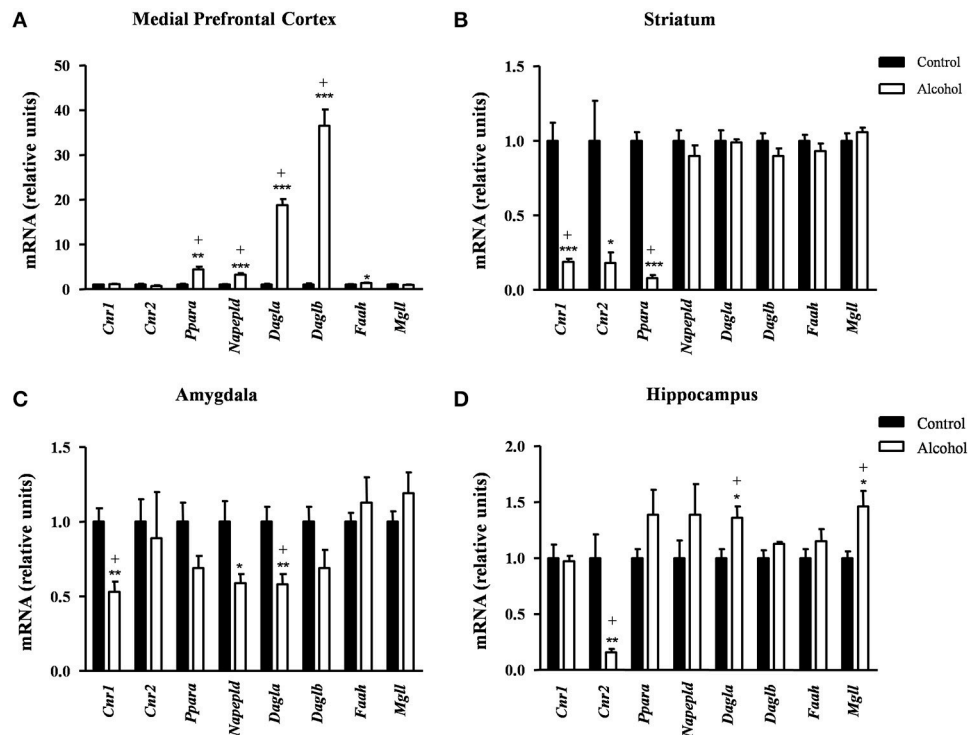 A
Medial Prefrontal Cortex
mRNA (relative units)
50
40
30
20
10
0
+
**
+
***
+
***
+
***
*
Cnr1
Cnr2
Ppara
Napepld
Dagla
Daglb
Faah
Mgll
B
Striatum
Control
Alcohol
mRNA (relative units)
1.5
1.0
0.5
0.0
+
***
*
+
***
Cnr1
Cnr2
Ppara
Napepld
Dagla
Daglb
Faah
Mgll
C
Amygdala
mRNA (relative units)
1.5
1.0
0.5
0.0
+
**
*
+
**
Cnr1
Cnr2
Ppara
Napepld
Dagla
Daglb
Faah
Mgll
D
Hippocampus
Control
Alcohol
mRNA (relative units)
2.0
1.5
1.0
0.5
0.0
+
**
+
*
+
*
Cnr1
Cnr2
Ppara
Napepld
Dagla
Daglb
Faah
Mgll